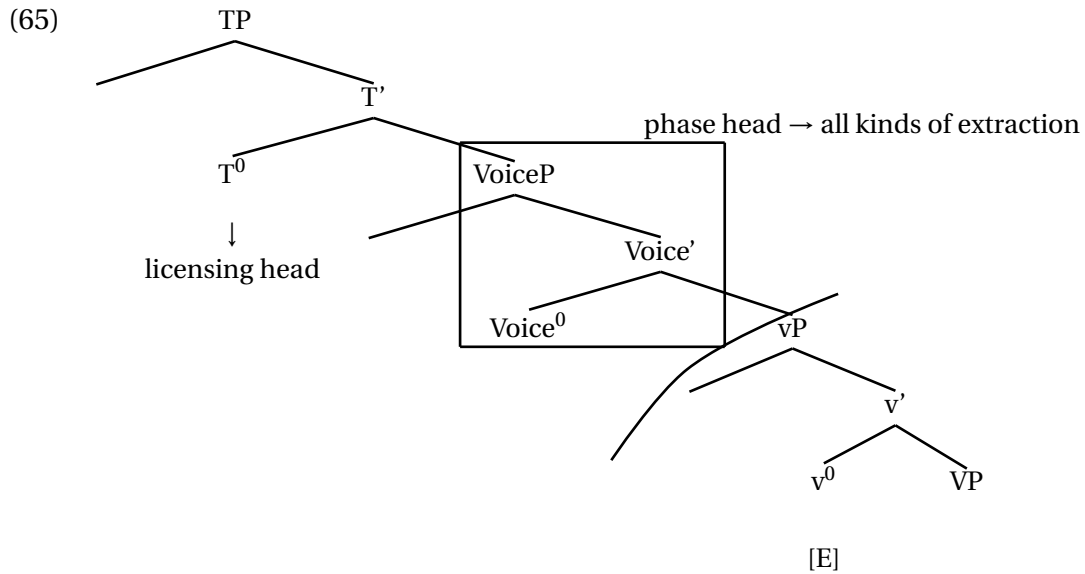 (65) TP
T’
phase head → all kinds of extraction
T⁰ VoiceP
↓
licensing head Voice’
Voice⁰ vP
v’
v⁰ VP
[E]